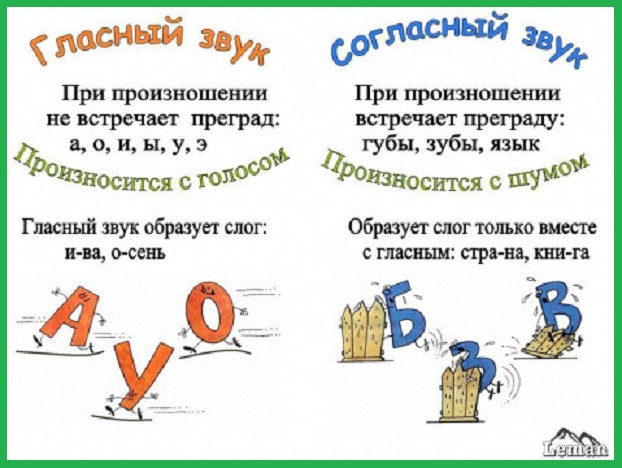 Гласный звук
При произношении
не встречает преград:
а, о, и, ы, у, э
Произносится с голосом
Гласный звук образует слог:
и-ва, о-сень
А
О
У
Согласный звук
При произношении
встречает преграду:
губы, зубы, язык
Произносится с шумом
Образует слог только вместе
с гласным: стра-на, кни-га
Б
В
З
Leman